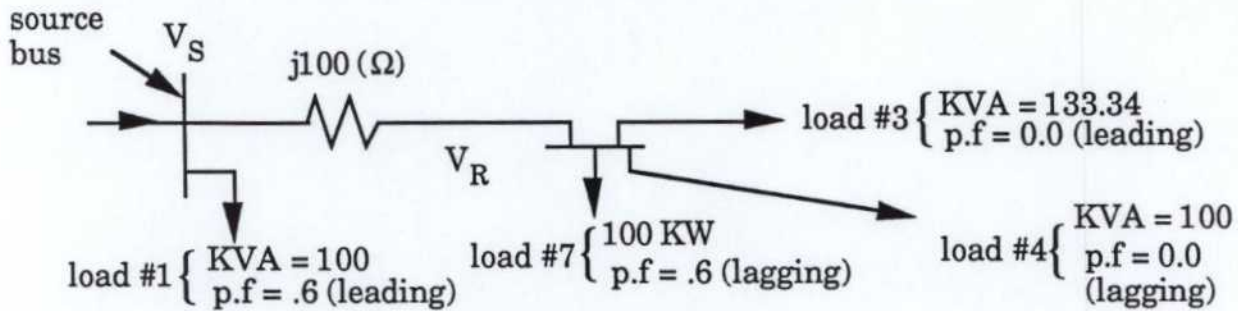 source
bus
V_S
j100 (Ω)
V_R
load #3 { KVA = 133.34
p.f = 0.0 (leading)
load #1 { KVA = 100
p.f = .6 (leading)
load #7 { 100 KW
p.f = .6 (lagging)
load #4 { KVA = 100
p.f = 0.0
(lagging)